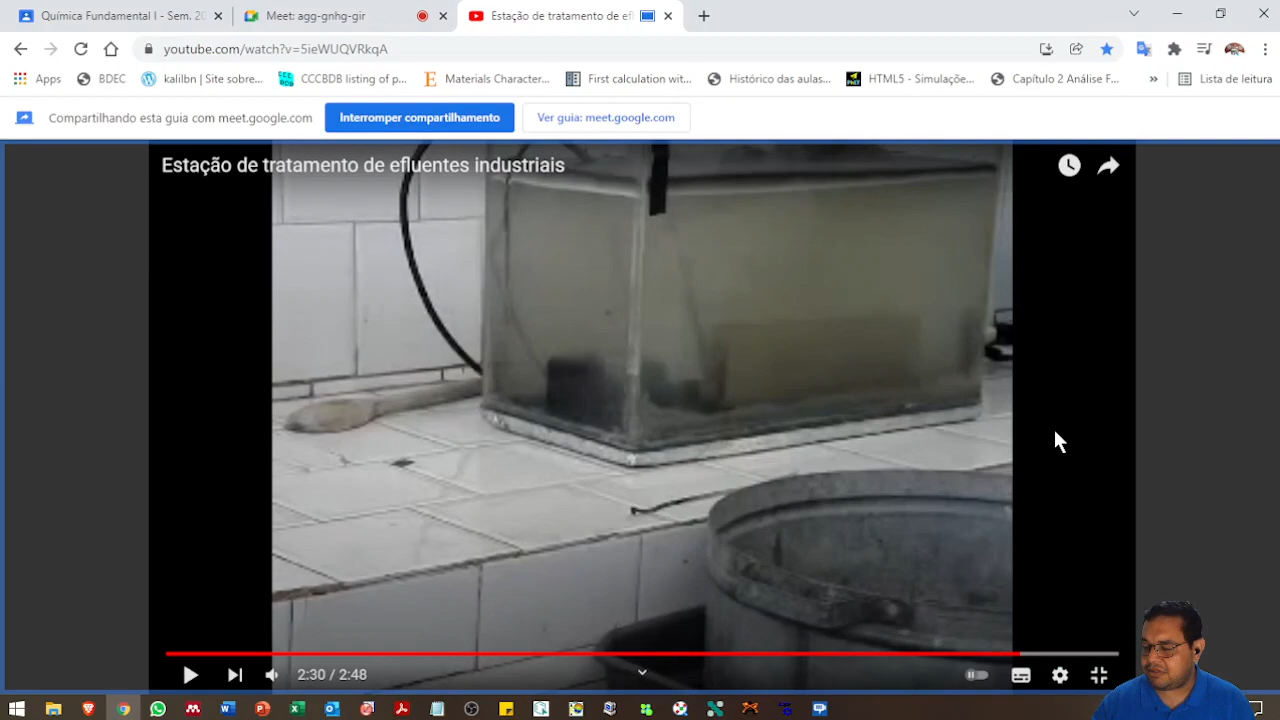 Química Fundamental I - Sem. 20
Meet: agg-gnhg-gir
Estação de tratamento de efl
youtube.com/watch?v=5ieWUQVRkqA
Apps
BDEC
kalilbn | Site sobre...
CCCBDB listing of p...
Materials Character...
First calculation wit...
Histórico das aulas...
HTML5 - Simulaçõe...
Capítulo 2 Análise F...
»
Lista de leitura
Compartilhando esta guia com meet.google.com
Interromper compartilhamento
Ver guia: meet.google.com
Estação de tratamento de efluentes industriais
2:30 / 2:48